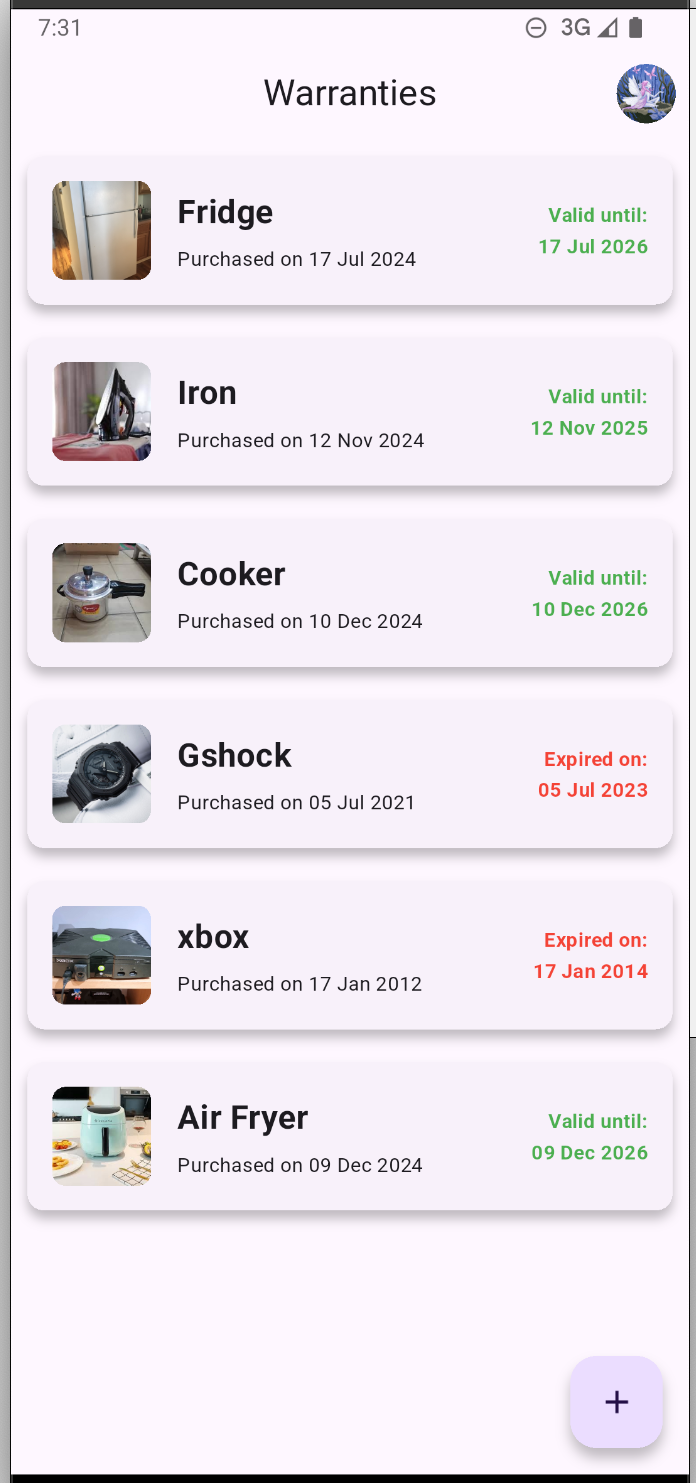 7:31
3G
Warranties
Fridge
Purchased on 17 Jul 2024
Valid until:
17 Jul 2026
Iron
Purchased on 12 Nov 2024
Valid until:
12 Nov 2025
Cooker
Purchased on 10 Dec 2024
Valid until:
10 Dec 2026
Gshock
Purchased on 05 Jul 2021
Expired on:
05 Jul 2023
xbox
Purchased on 17 Jan 2012
Expired on:
17 Jan 2014
Air Fryer
Purchased on 09 Dec 2024
Valid until:
09 Dec 2026
+